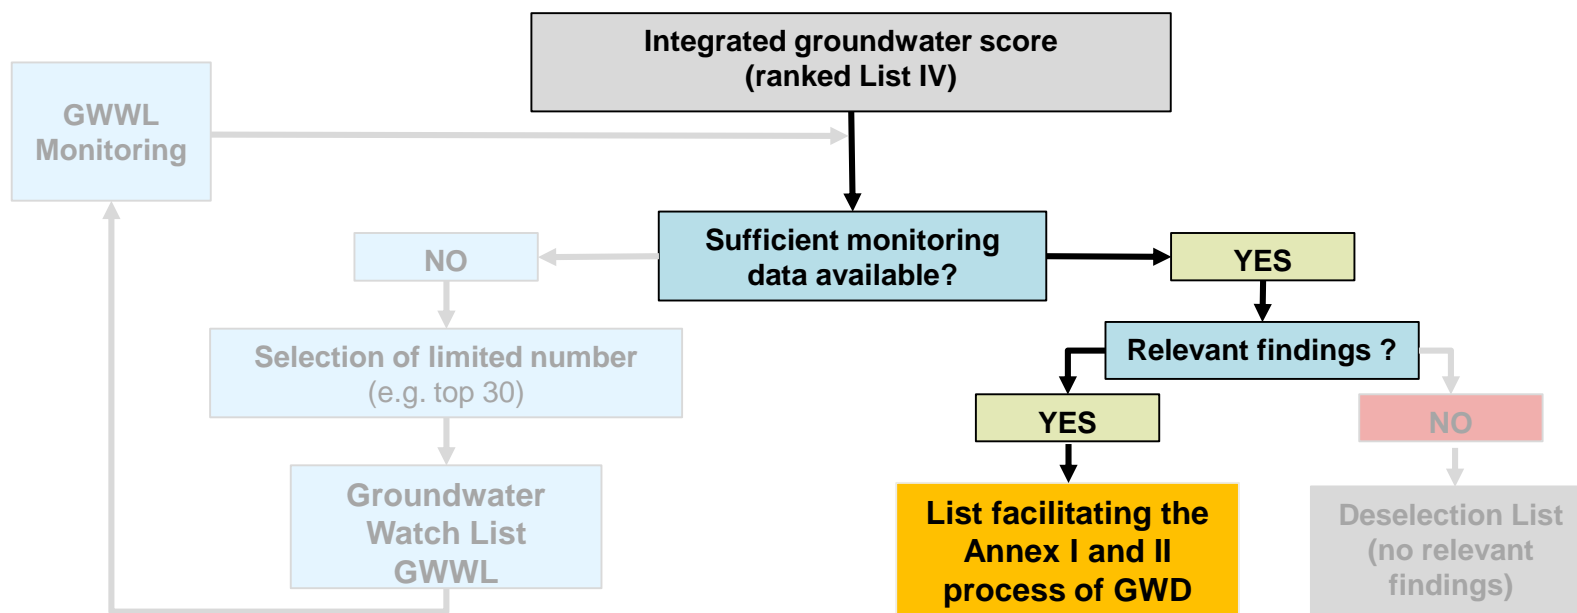 Integrated groundwater score
(ranked List IV)
GWWL
Monitoring
Sufficient monitoring
data available?
NO
YES
Selection of limited number
(e.g. top 30)
Relevant findings ?
YES
NO
Groundwater
Watch List
GWWL
List facilitating the
Annex I and II
process of GWD
Deselection List
(no relevant
findings)